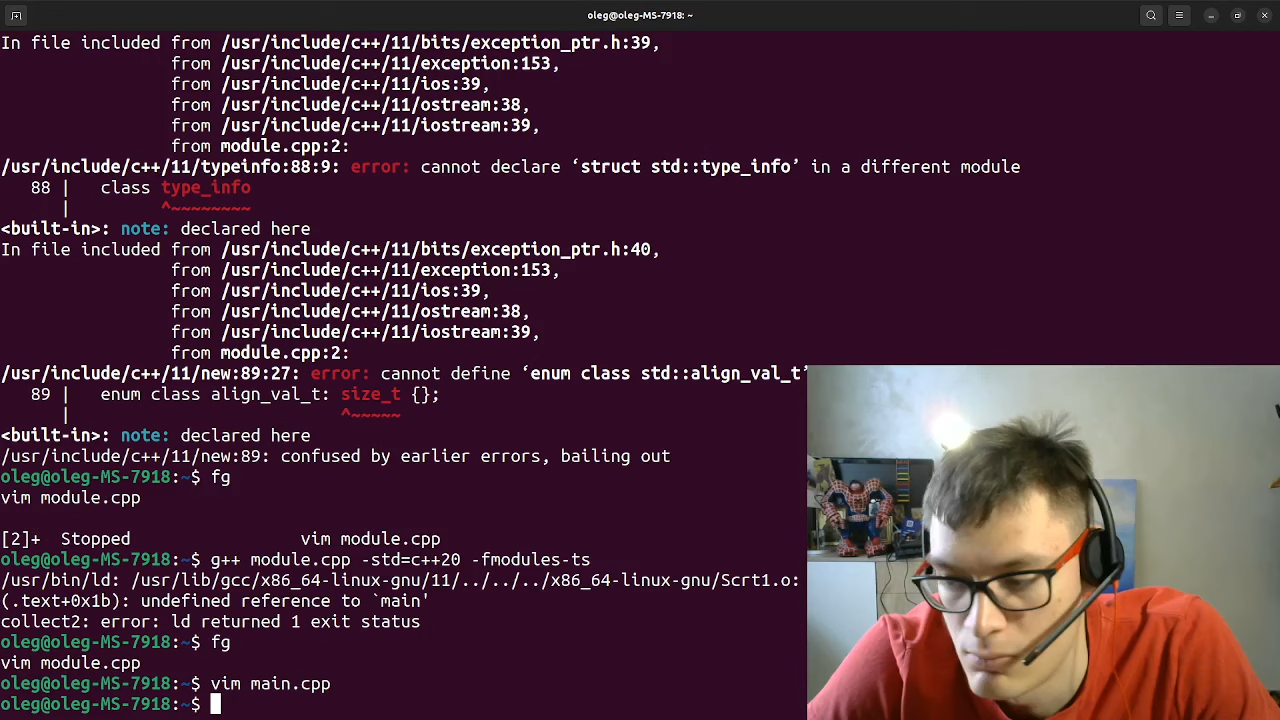 oleg@oleg-MS-7918: ~
In file included from /usr/include/c++/11/bits/exception_ptr.h:39,
from /usr/include/c++/11/exception:153,
from /usr/include/c++/11/ios:39,
from /usr/include/c++/11/ostream:38,
from /usr/include/c++/11/iostream:39,
from module.cpp:2:
/usr/include/c++/11/typeinfo:88:9: error: cannot declare ‘struct std::type_info’ in a different module
88 |   class type_info
|         ^~~~~~~~~
<built-in>: note: declared here
In file included from /usr/include/c++/11/bits/exception_ptr.h:40,
from /usr/include/c++/11/exception:153,
from /usr/include/c++/11/ios:39,
from /usr/include/c++/11/ostream:38,
from /usr/include/c++/11/iostream:39,
from module.cpp:2:
/usr/include/c++/11/new:89:27: error: cannot define ‘enum class std::align_val_t’
89 |   enum class align_val_t: size_t {};
|                           ^~~~~~
<built-in>: note: declared here
/usr/include/c++/11/new:89: confused by earlier errors, bailing out
oleg@oleg-MS-7918:~$ fg
vim module.cpp
[2]+  Stopped                 vim module.cpp
oleg@oleg-MS-7918:~$ g++ module.cpp -std=c++20 -fmodules-ts
/usr/bin/ld: /usr/lib/gcc/x86_64-linux-gnu/11/../../../x86_64-linux-gnu/Scrt1.o:
(.text+0x1b): undefined reference to `main'
collect2: error: ld returned 1 exit status
oleg@oleg-MS-7918:~$ fg
vim module.cpp
oleg@oleg-MS-7918:~$ vim main.cpp
oleg@oleg-MS-7918:~$